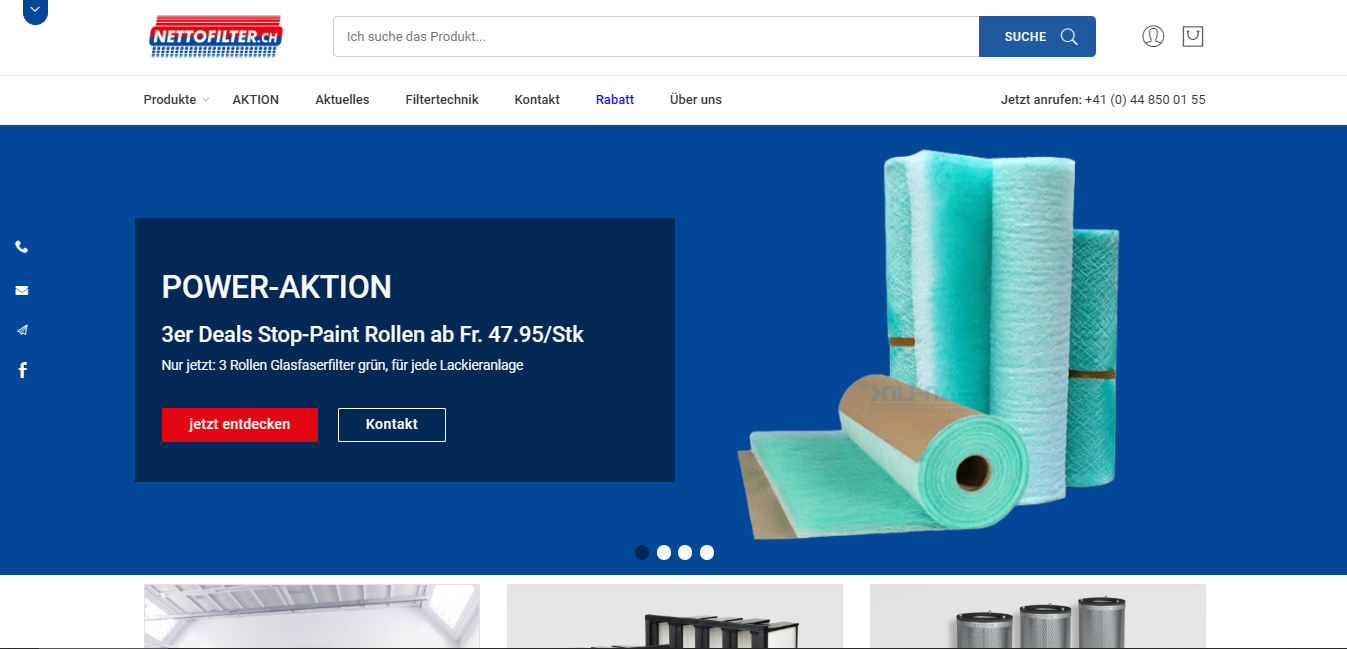 NETTOFILTER.CH
Ich suche das Produkt...
SUCHE
Produkte
AKTION
Aktuelles
Filtertechnik
Kontakt
Rabatt
Über uns
Jetzt anrufen: +41 (0) 44 850 01 55
POWER-AKTION
3er Deals Stop-Paint Rollen ab Fr. 47.95/Stk
Nur jetzt: 3 Rollen Glasfaserfilter grün, für jede Lackieranlage
jetzt entdecken
Kontakt